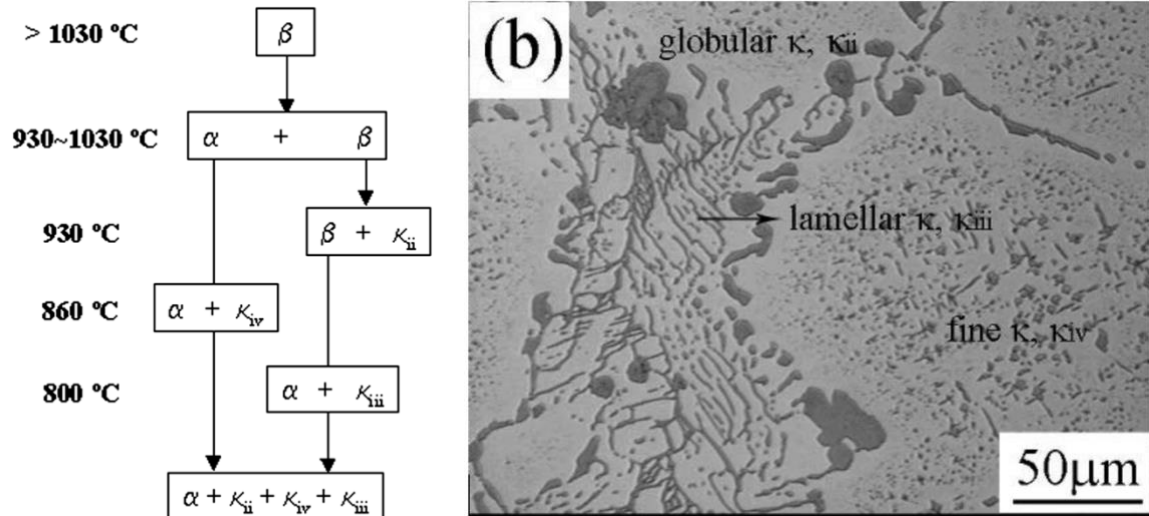 > 1030 ºC
β
930~1030 ºC
α + β
930 ºC
β + κii
860 ºC
α + κiv
800 ºC
α + κiii
α + κii + κiv + κiii
(b)
globular κ, κii
lamellar κ, κiii
fine κ, κiv
50μm